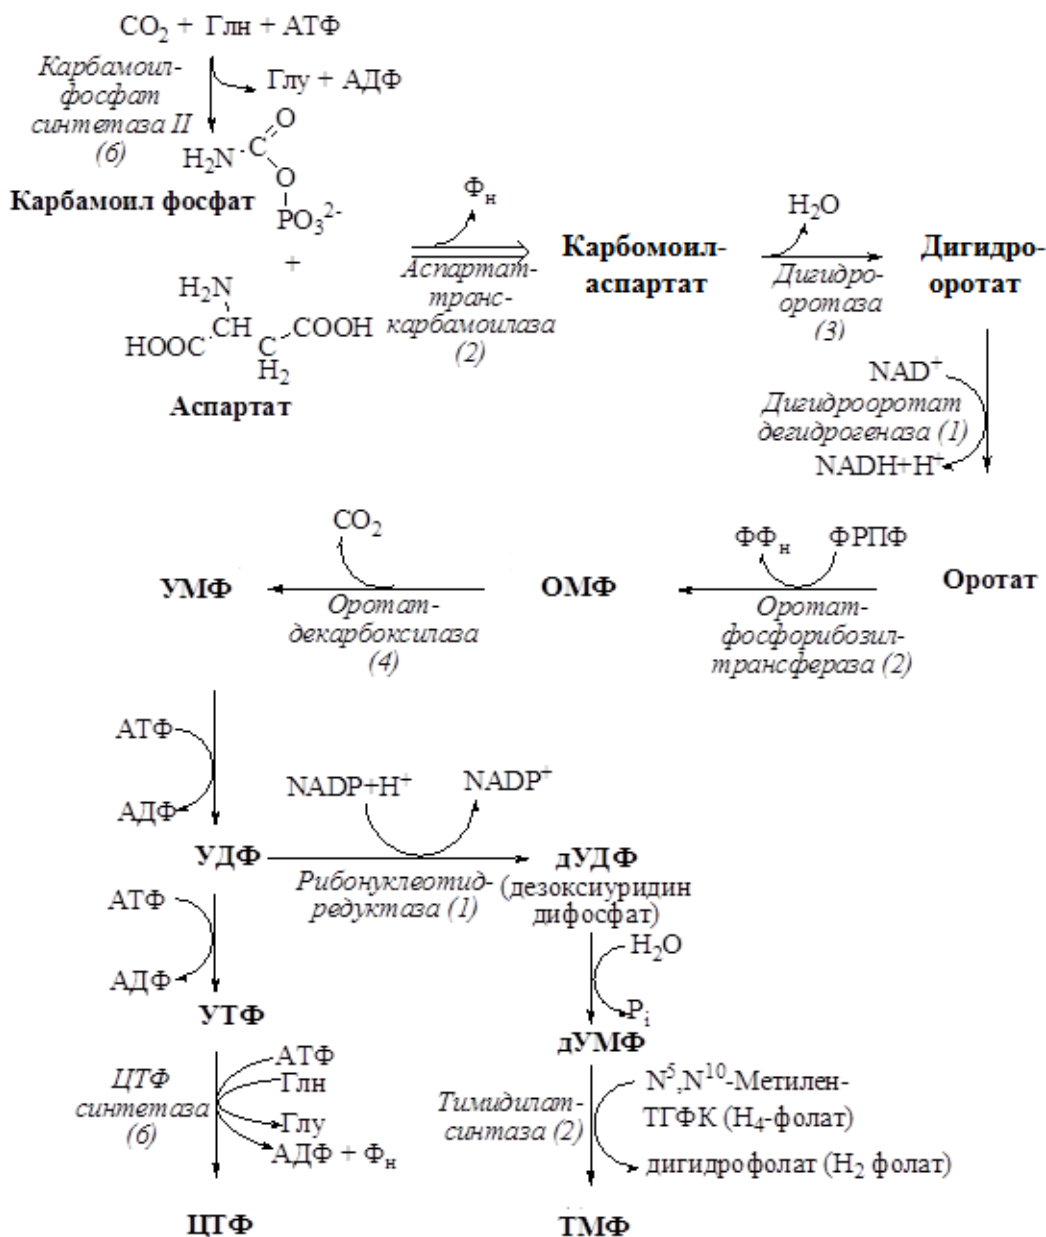 CO₂ + Глн + АТФ
Карбамоил-
фосфат
синтетаза II
(6)
Глу + АДФ
O
H₂N
C
O
PO₃²⁻
Карбамоил фосфат
+
H₂N
CH
COOH
HOOC
C
H₂
Аспартат
Фн
Аспартат-
транс-
карбамоилаза
(2)
Карбомоил-
аспартат
H₂O
Дигидро-
оротаза
(3)
Дигидро-
оротат
NAD⁺
Дигидрооротат
дегидрогеназа (1)
NADH+H⁺
Оротат
ФФн
ФРПФ
Оротат-
фосфорибозил-
трансфераза (2)
ОМФ
CO₂
Оротат-
декарбоксилаза
(4)
УМФ
АТФ
АДФ
УДФ
NADP+H⁺
NADP⁺
Рибонуклеотид-
редуктаза (1)
дУДФ
(дезоксиуридин
дифосфат)
АТФ
АДФ
H₂O
Pi
УТФ
дУМФ
ЦТФ
синтетаза
(6)
АТФ
Глн
Глу
АДФ + Фн
Тимидилат-
синтаза (2)
N⁵,N¹⁰-Метилен-
ТГФК (H₄-фолат)
дигидрофолат (H₂ фолат)
ЦТФ
ТМФ